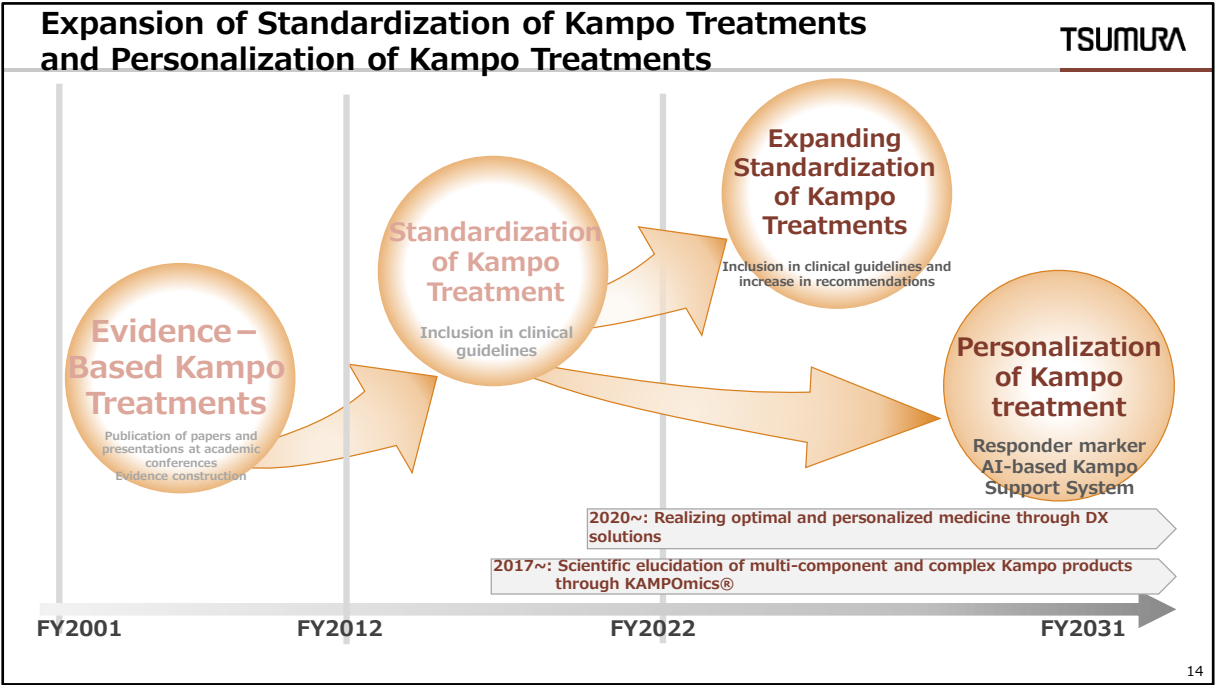 Expansion of Standardization of Kampo Treatments
and Personalization of Kampo Treatments
TSUMURA
Expanding
Standardization
of Kampo
Treatments
Inclusion in clinical guidelines and
increase in recommendations
Standardization
of Kampo
Treatment
Inclusion in clinical
guidelines
Evidence–
Based Kampo
Treatments
Publication of papers and
presentations at academic
conferences
Evidence construction
Personalization
of Kampo
treatment
Responder marker
AI-based Kampo
Support System
2020~: Realizing optimal and personalized medicine through DX
solutions
2017~: Scientific elucidation of multi-component and complex Kampo products
through KAMPOmics®
FY2001
FY2012
FY2022
FY2031
14